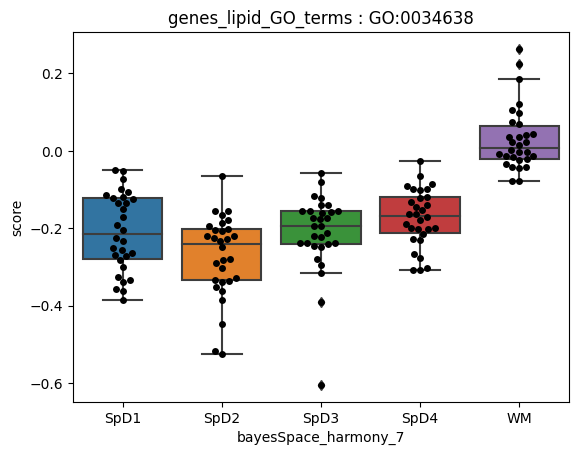 genes_lipid_GO_terms : GO:0034638
0.2
0.0
−0.2
−0.4
−0.6
score
SpD1 SpD2 SpD3 SpD4 WM
bayesSpace_harmony_7